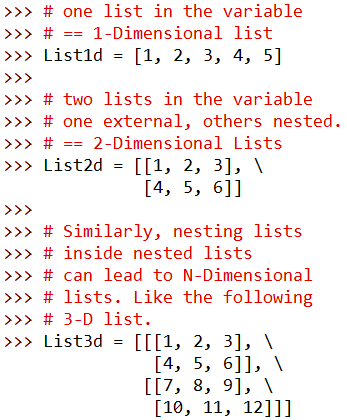 >>> # one list in the variable
>>> # == 1-Dimensional list
>>> List1d = [1, 2, 3, 4, 5]
>>>
>>> # two lists in the variable
>>> # one external, others nested.
>>> # == 2-Dimensional Lists
>>> List2d = [[1, 2, 3], \
              [4, 5, 6]]
>>>
>>> # Similarly, nesting lists
>>> # inside nested lists
>>> # can lead to N-Dimensional
>>> # lists. Like the following
>>> # 3-D list.
>>> List3d = [[[1, 2, 3], \
               [4, 5, 6]], \
              [[7, 8, 9], \
               [10, 11, 12]]]